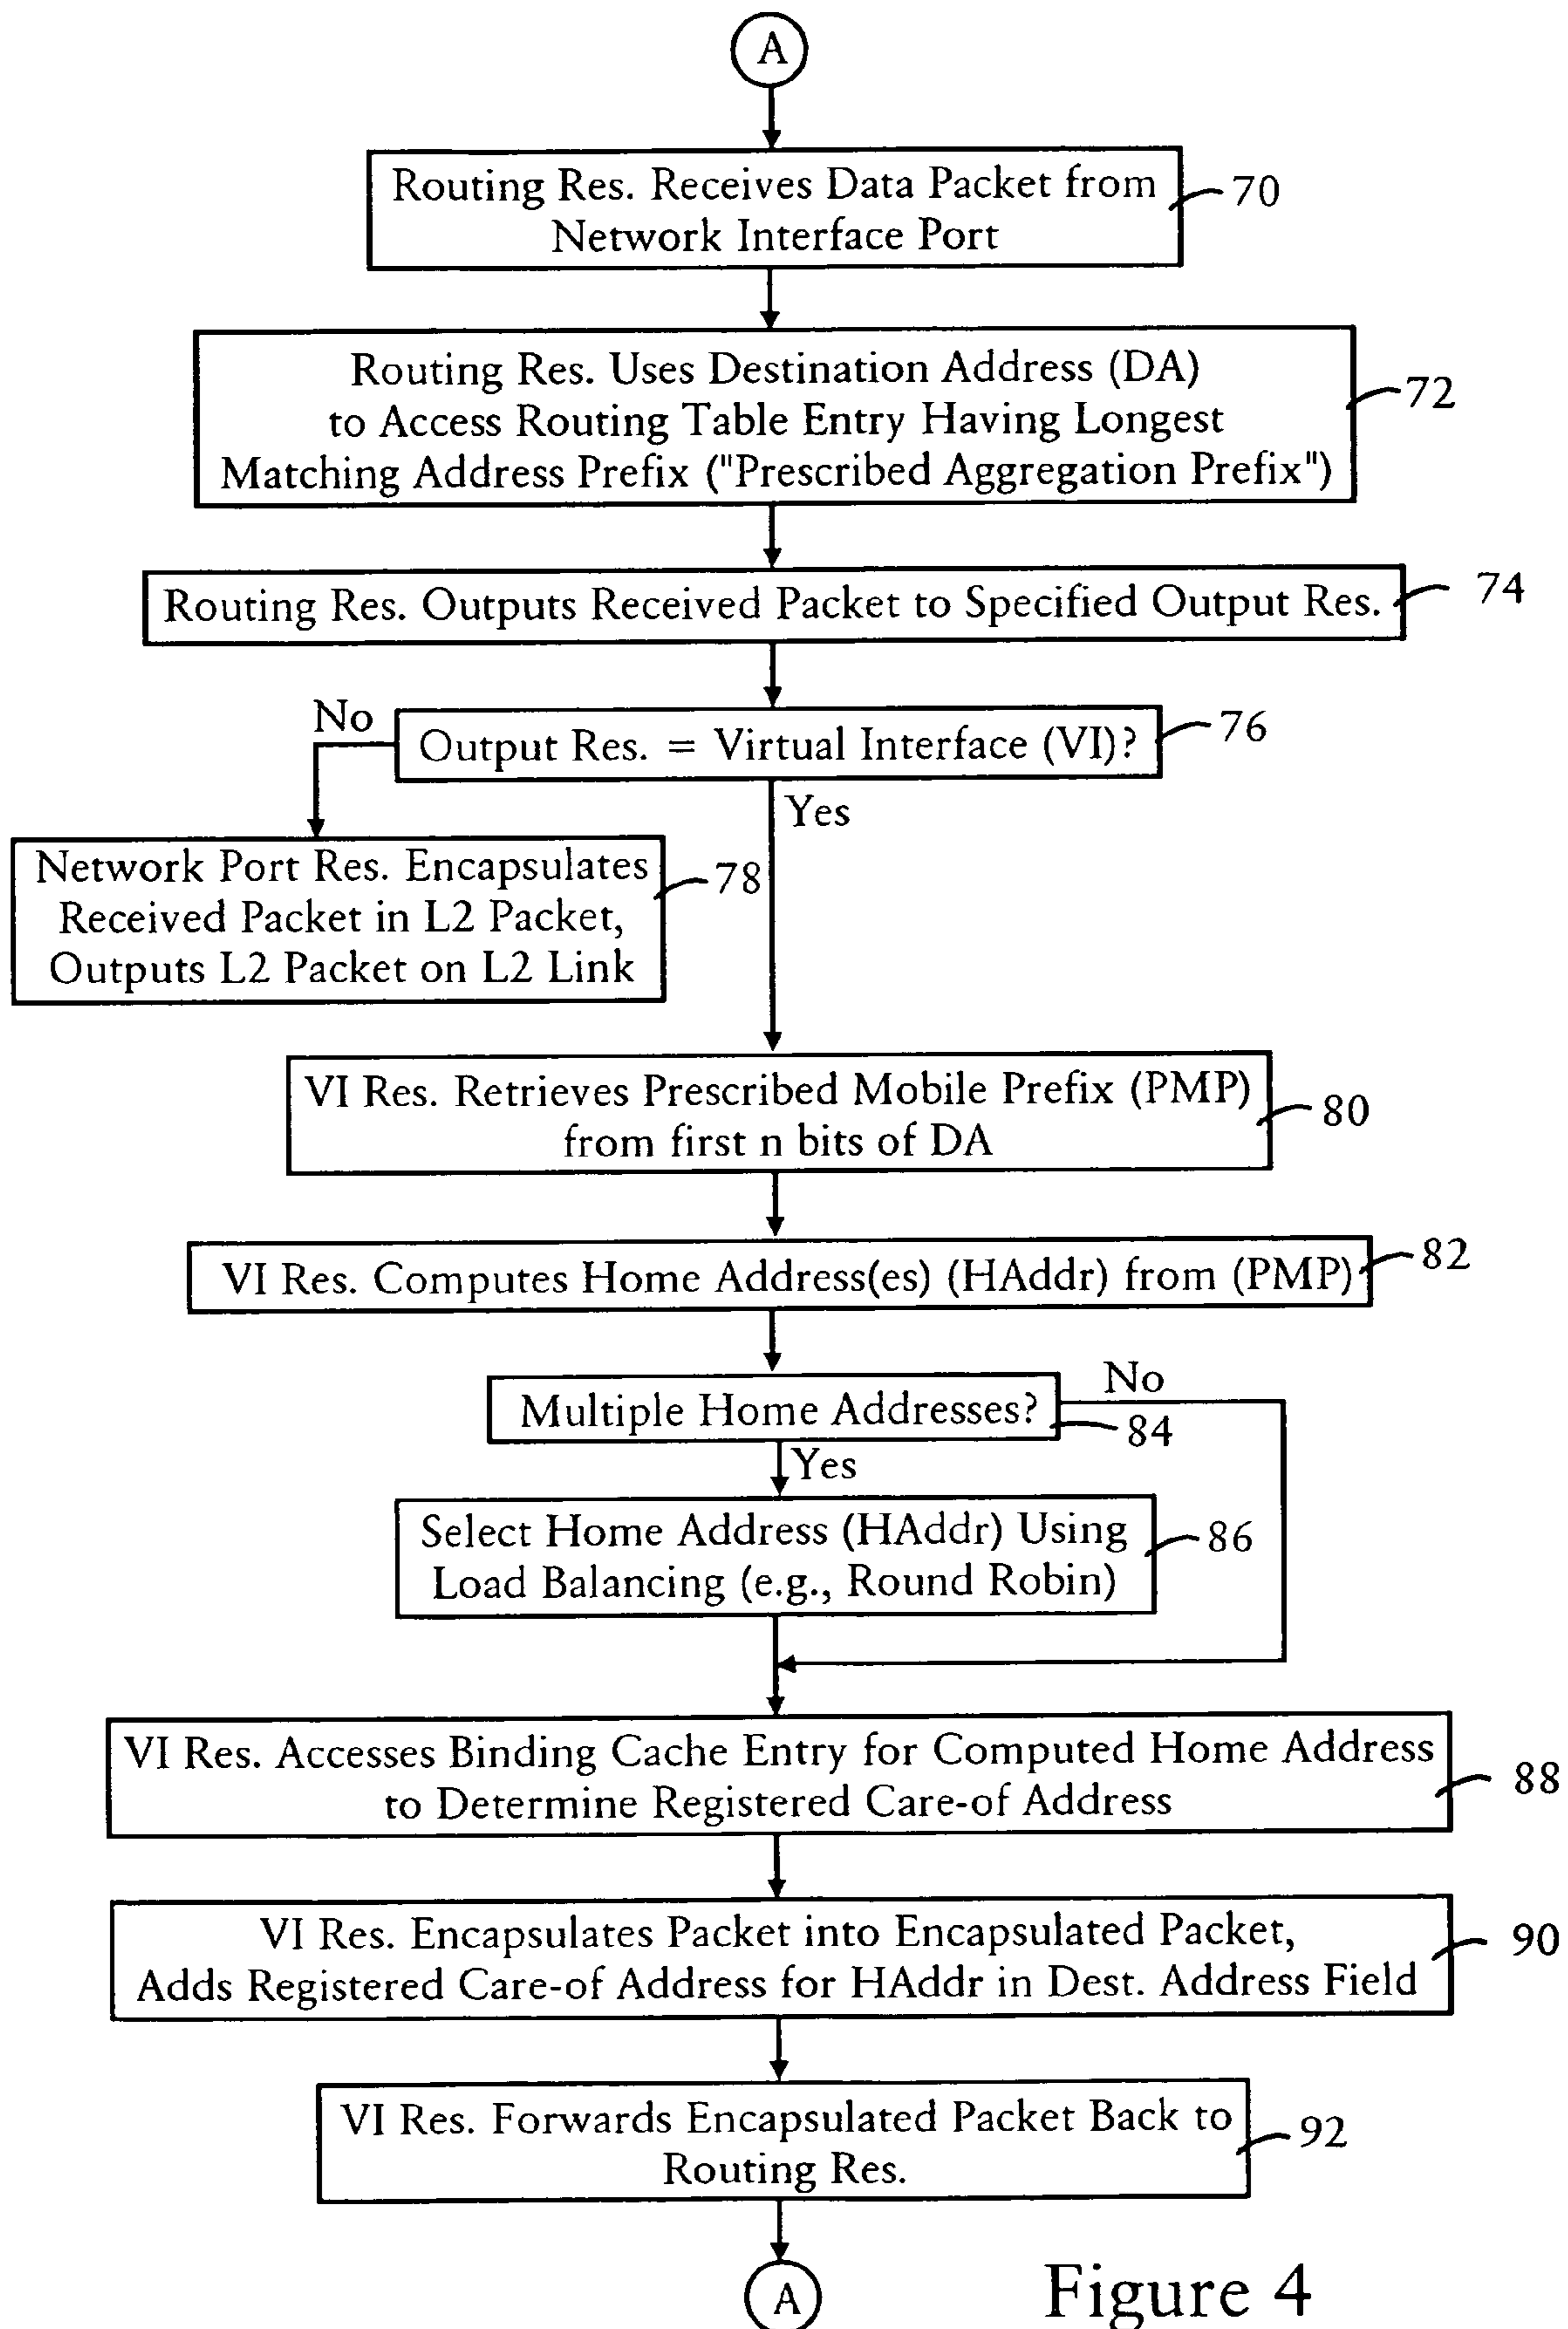 A
Routing Res. Receives Data Packet from
Network Interface Port
70
Routing Res. Uses Destination Address (DA)
to Access Routing Table Entry Having Longest
Matching Address Prefix ("Prescribed Aggregation Prefix")
72
Routing Res. Outputs Received Packet to Specified Output Res.
74
No
Output Res. = Virtual Interface (VI)?
76
Yes
Network Port Res. Encapsulates
Received Packet in L2 Packet,
Outputs L2 Packet on L2 Link
78
VI Res. Retrieves Prescribed Mobile Prefix (PMP)
from first n bits of DA
80
VI Res. Computes Home Address(es) (HAddr) from (PMP)
82
Multiple Home Addresses?
No
84
Yes
Select Home Address (HAddr) Using
Load Balancing (e.g., Round Robin)
86
VI Res. Accesses Binding Cache Entry for Computed Home Address
to Determine Registered Care-of Address
88
VI Res. Encapsulates Packet into Encapsulated Packet,
Adds Registered Care-of Address for HAddr in Dest. Address Field
90
VI Res. Forwards Encapsulated Packet Back to
Routing Res.
92
A
Figure 4